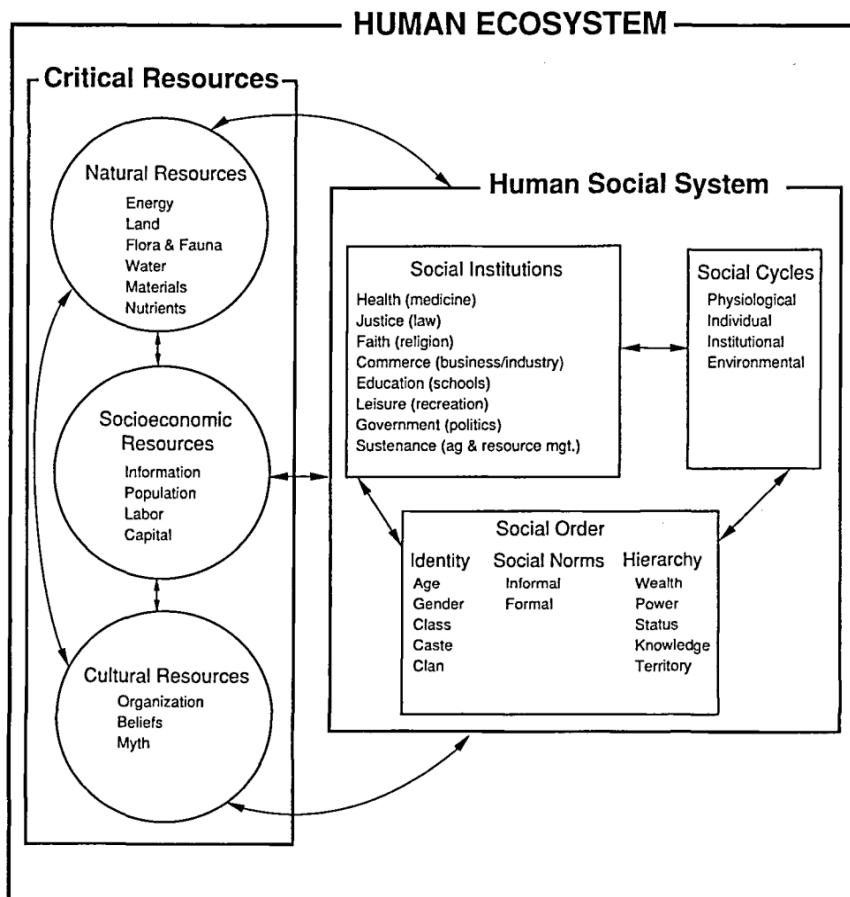 HUMAN ECOSYSTEM
Critical Resources
Natural Resources
Energy
Land
Flora & Fauna
Water
Materials
Nutrients
Socioeconomic
Resources
Information
Population
Labor
Capital
Cultural Resources
Organization
Beliefs
Myth
Human Social System
Social Institutions
Health (medicine)
Justice (law)
Faith (religion)
Commerce (business/industry)
Education (schools)
Leisure (recreation)
Government (politics)
Sustenance (ag & resource mgt.)
Social Cycles
Physiological
Individual
Institutional
Environmental
Social Order
Identity
Age
Gender
Class
Caste
Clan
Social Norms
Informal
Formal
Hierarchy
Wealth
Power
Status
Knowledge
Territory